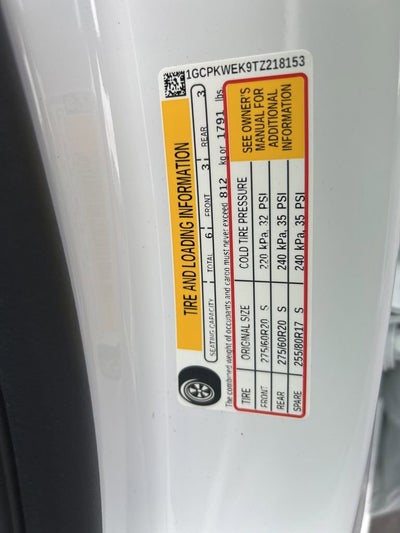 1GCPKWEK9TZ218153
TIRE AND LOADING INFORMATION
SEATING CAPACITY TOTAL 6 FRONT 3 REAR 3
The combined weight of occupants and cargo must never exceed 812 kg or 1791 lbs.
TIRE ORIGINAL SIZE COLD TIRE PRESSURE
FRONT 275/60R20 S 220 kPa, 32 PSI
REAR 275/60R20 S 240 kPa, 35 PSI
SPARE 255/80R17 S 240 kPa, 35 PSI
SEE OWNER'S
MANUAL FOR
ADDITIONAL
INFORMATION